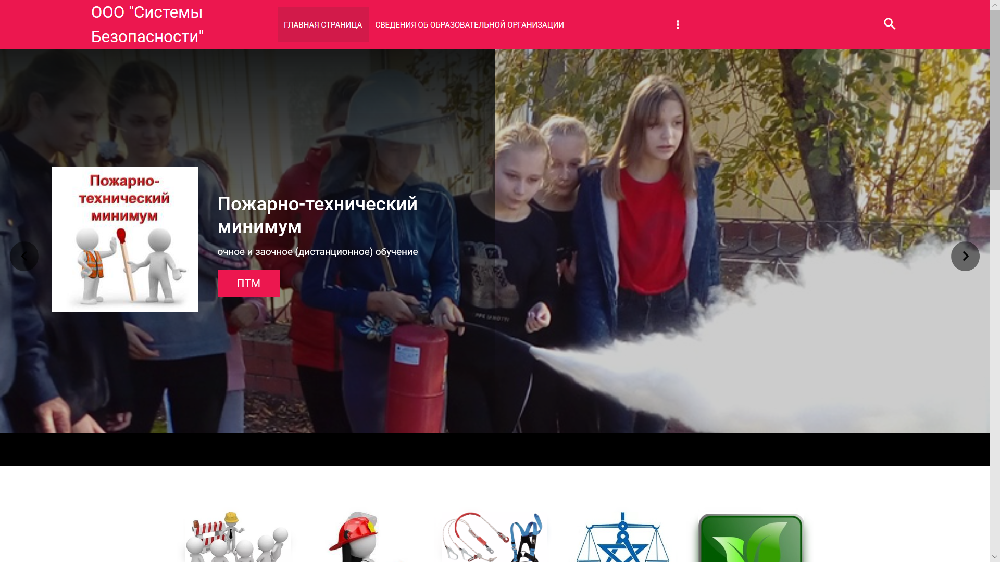 ООО "Системы
Безопасности"
ГЛАВНАЯ СТРАНИЦА
СВЕДЕНИЯ ОБ ОБРАЗОВАТЕЛЬНОЙ ОРГАНИЗАЦИИ
Пожарно-
технический
минимум
Пожарно-технический
минимум
очное и заочное (дистанционное) обучение
ПТМ